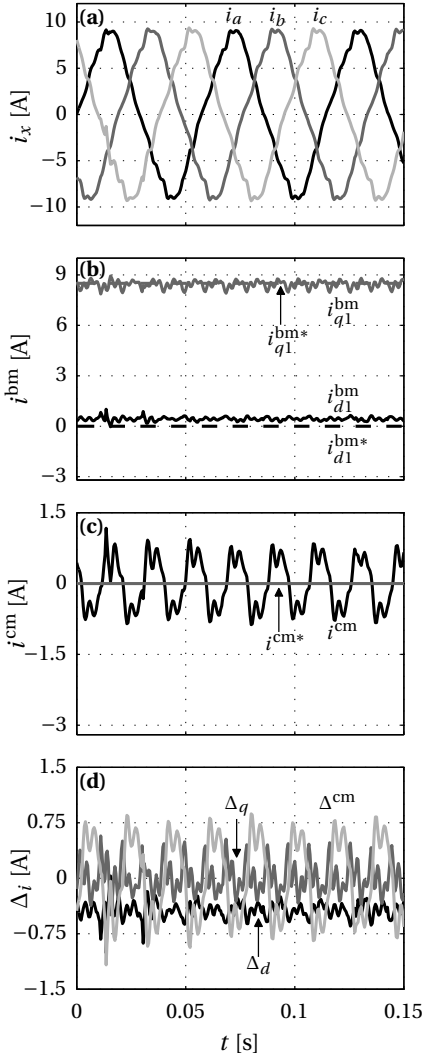 (a) i_a i_b i_c
10
5
0
−5
−10
i_x [A]
(b)
9
6
3
0
−3
i^bm [A]
i_q1^bm
i_q1^bm*
i_d1^bm
i_d1^bm*
(c)
1.5
0
−1.5
−3
i^cm [A]
i^cm* i^cm
(d)
1.5
0.75
0
−0.75
−1.5
Δ_i [A]
Δ_q Δ^cm
Δ_d
0 0.05 0.1 0.15
t [s]